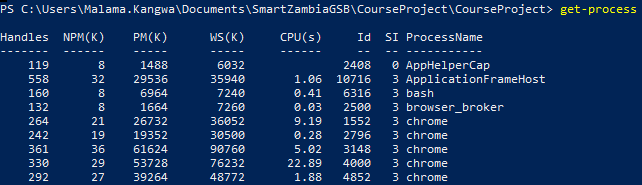 PS C:\Users\Malama.Kangwa\Documents\SmartZambiaGSB\CourseProject\CourseProject> get-process
Handles NPM(K) PM(K) WS(K) CPU(s) Id SI ProcessName
------- ------ ----- ----- ------ -- -- -----------
119 8 1488 6032 2408 0 AppHelperCap
558 32 29536 35940 1.06 10716 3 ApplicationFrameHost
160 8 6964 7240 0.41 6316 3 bash
132 8 1664 7260 0.03 2500 3 browser_broker
264 21 26732 36052 9.19 1552 3 chrome
242 19 19352 30500 0.28 2796 3 chrome
361 36 61624 90760 5.02 3148 3 chrome
330 29 53728 76232 22.89 4000 3 chrome
292 27 39264 48772 1.88 4852 3 chrome